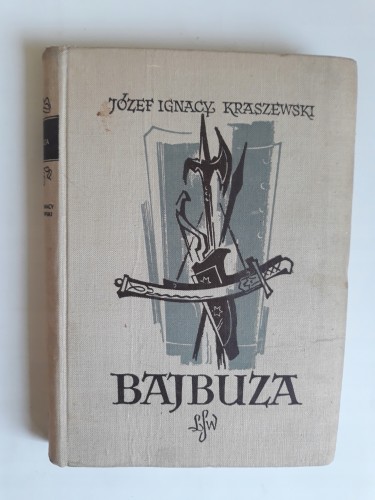 JÓZEF IGNACY KRASZEWSKI
BAJBUZA
LSW